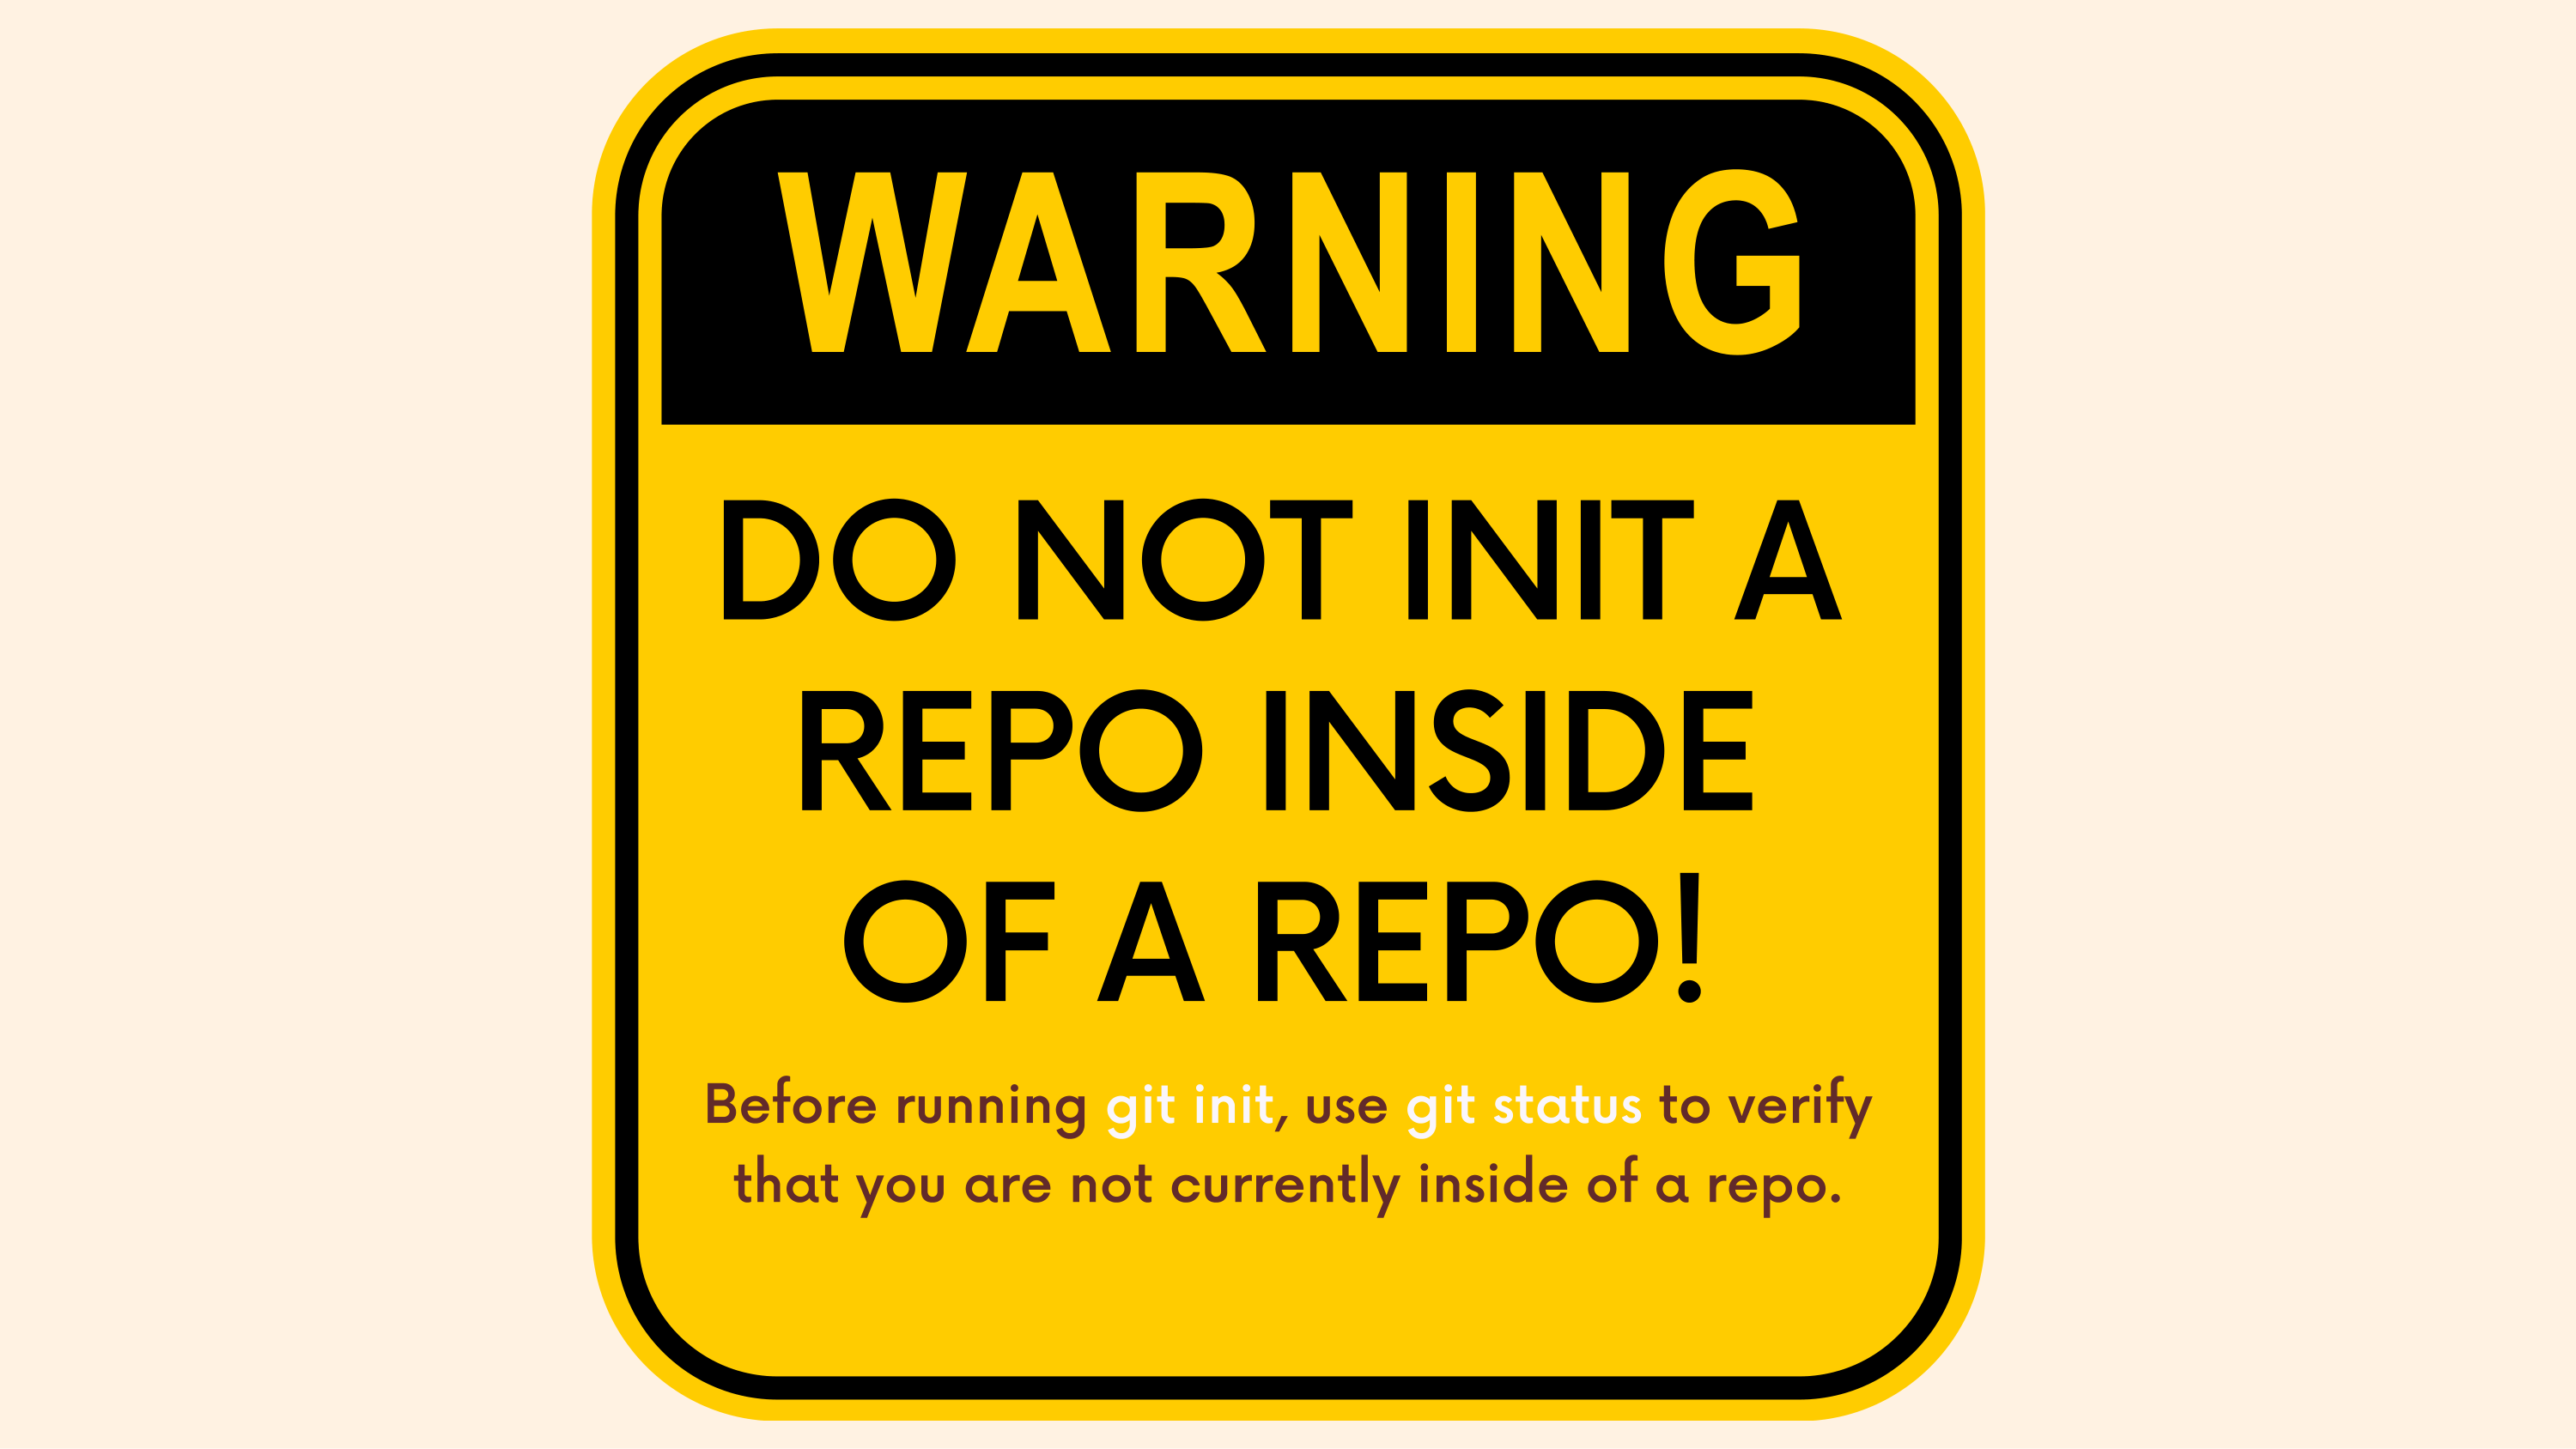 WARNING
DO NOT INIT A
REPO INSIDE
OF A REPO!
Before running git init, use git status to verify
that you are not currently inside of a repo.